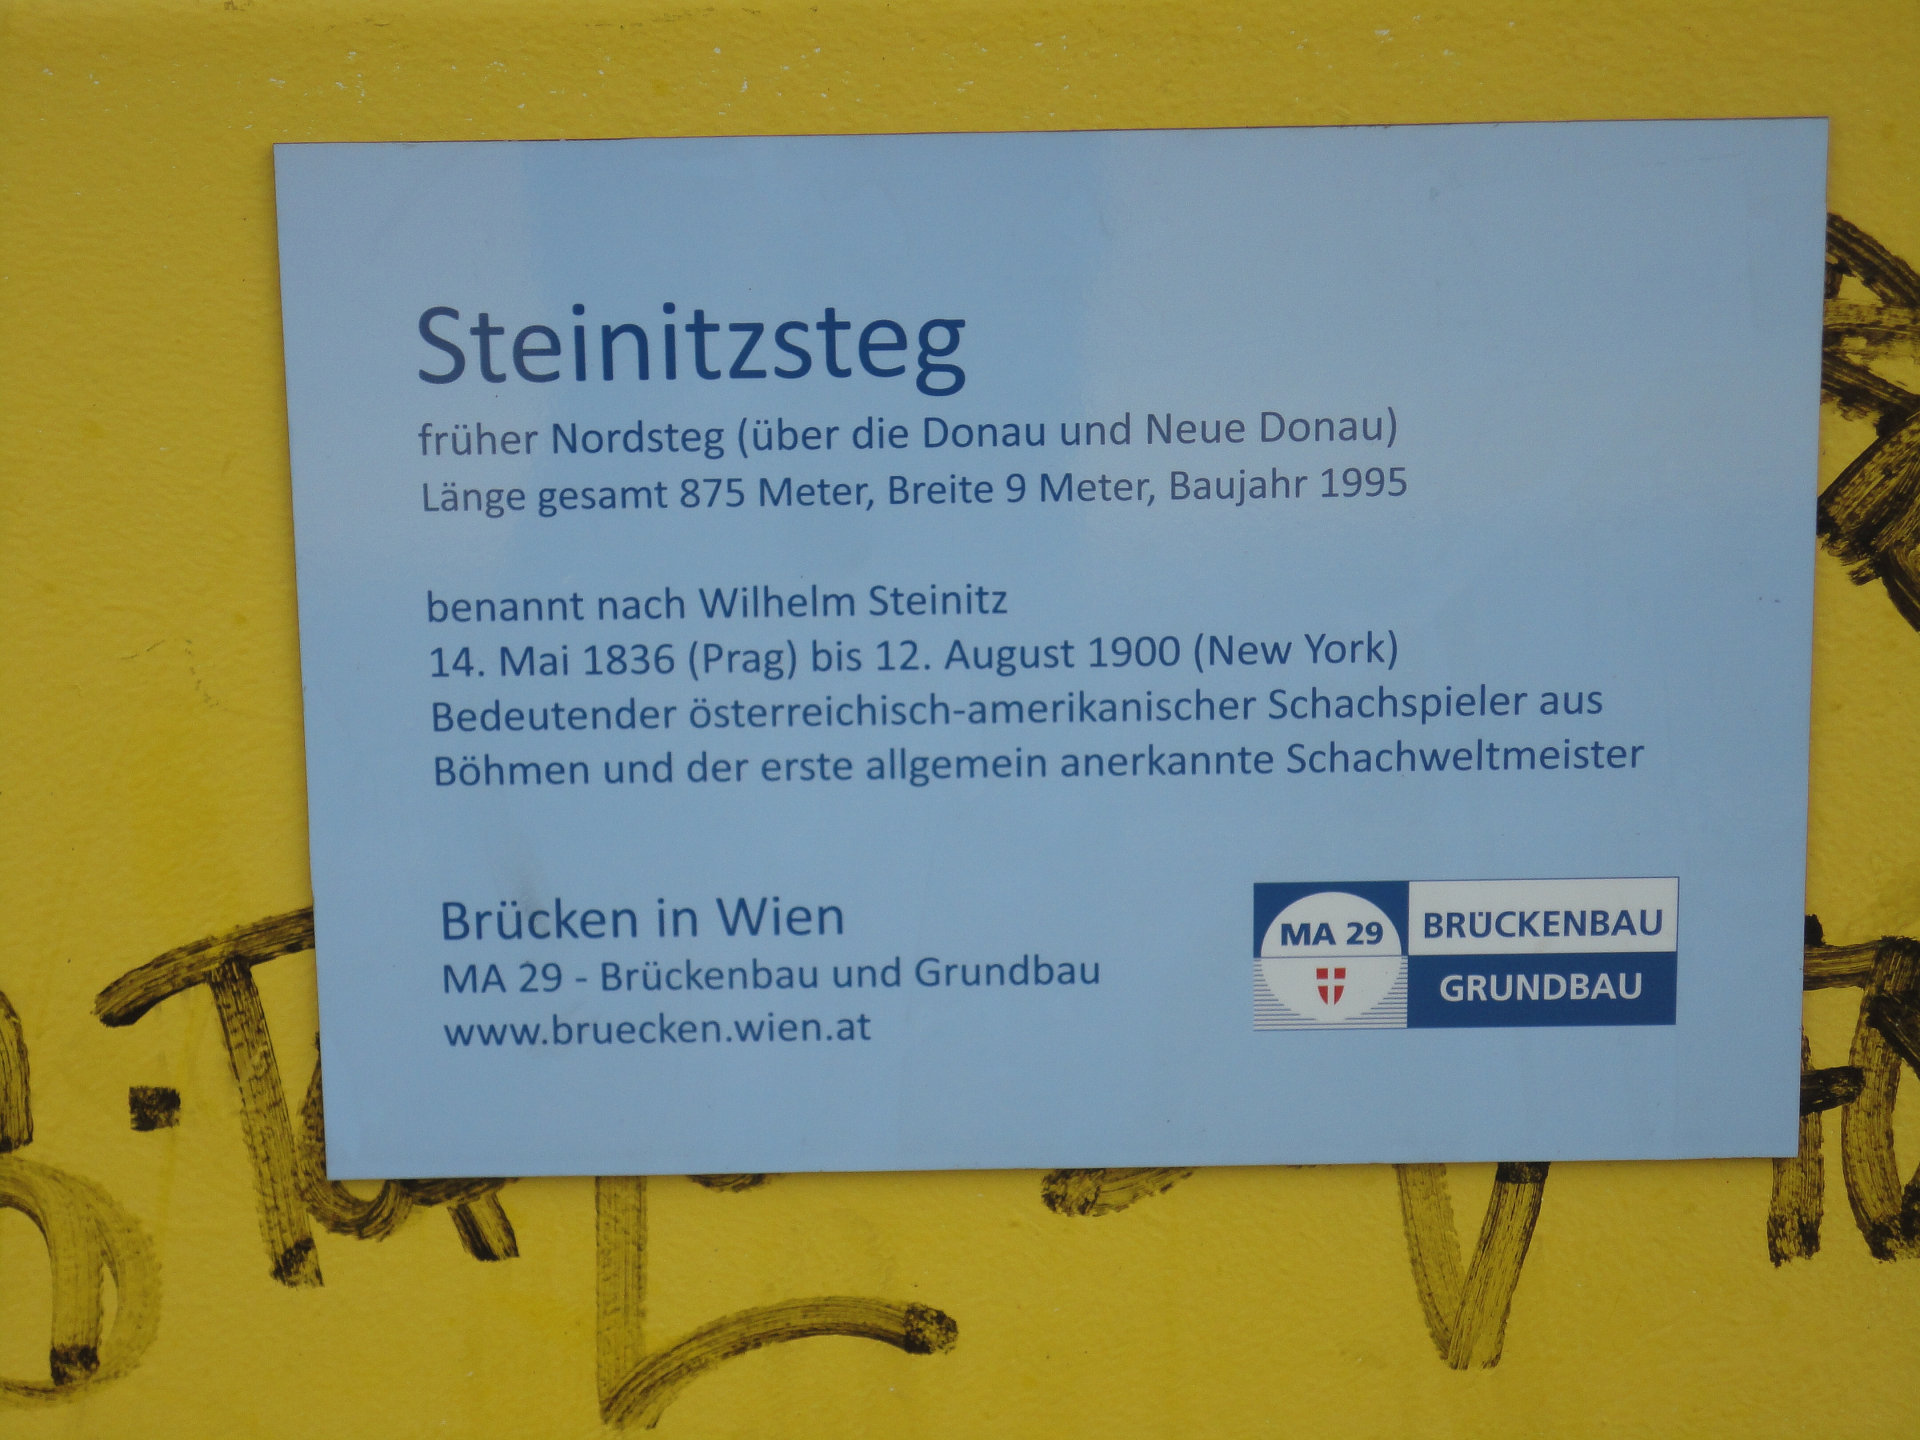 Steinitzsteg
früher Nordsteg (über die Donau und Neue Donau)
Länge gesamt 875 Meter, Breite 9 Meter, Baujahr 1995
benannt nach Wilhelm Steinitz
14. Mai 1836 (Prag) bis 12. August 1900 (New York)
Bedeutender österreichisch-amerikanischer Schachspieler aus
Böhmen und der erste allgemein anerkannte Schachweltmeister
Brücken in Wien
MA 29 - Brückenbau und Grundbau
www.bruecken.wien.at
MA 29
BRÜCKENBAU
GRUNDBAU